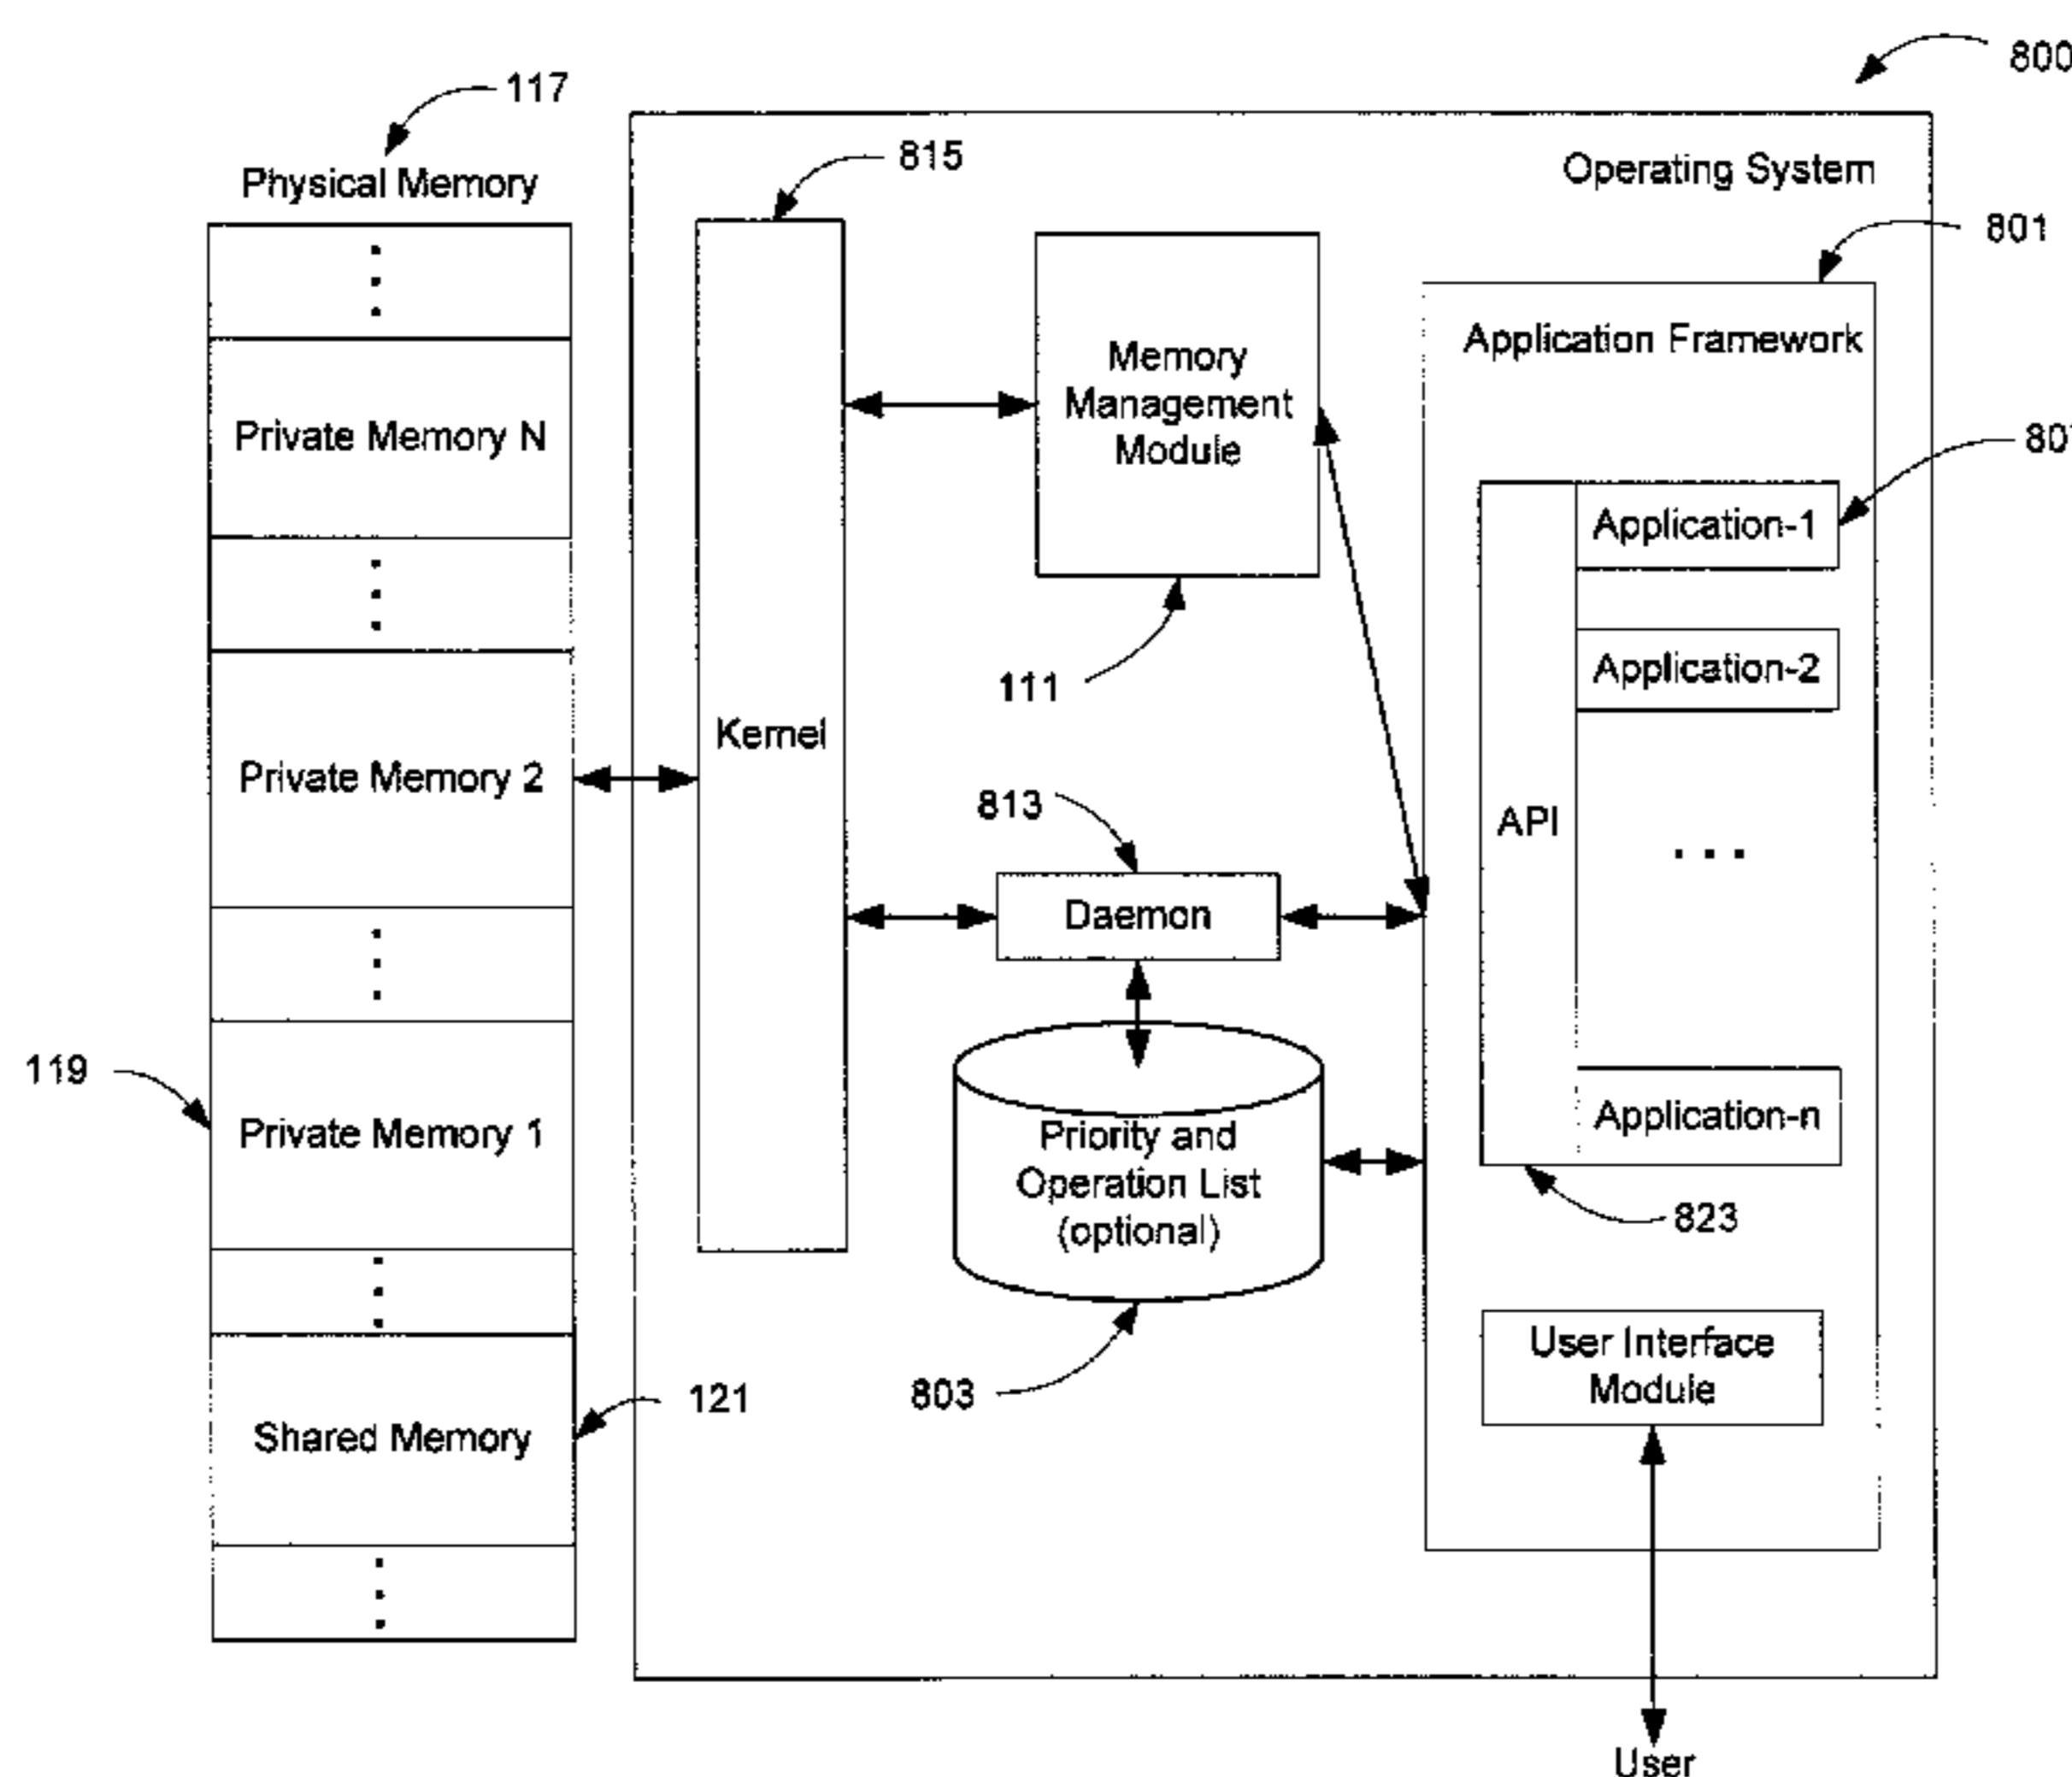 800
117
Physical Memory
815
Operating System
801
Application Framework
Private Memory N
Memory
Management
Module
Application-1
Application-2
111
Kernel
Private Memory 2
813
API
Daemon
119
Private Memory 1
Priority and
Operation List
(optional)
Application-n
823
User Interface
Module
803
121
Shared Memory
User